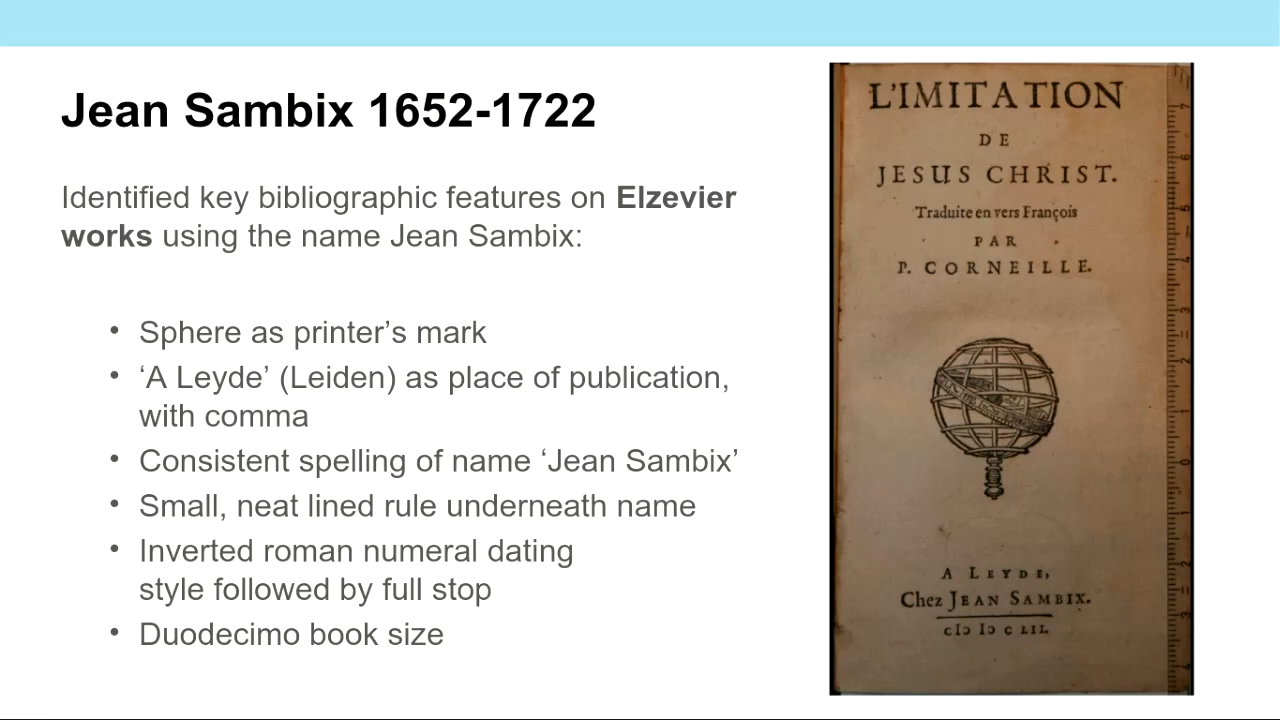 Jean Sambix 1652-1722
Identified key bibliographic features on Elzevier
works using the name Jean Sambix:
• Sphere as printer’s mark
• ‘A Leyde’ (Leiden) as place of publication,
with comma
• Consistent spelling of name ‘Jean Sambix’
• Small, neat lined rule underneath name
• Inverted roman numeral dating
style followed by full stop
• Duodecimo book size
L'IMITATION
DE
JESUS CHRIST.
Traduite en vers François
PAR
P. CORNEILLE.
A LEYDE,
Chez JEAN SAMBIX.
cIɔ Iɔ c LII.